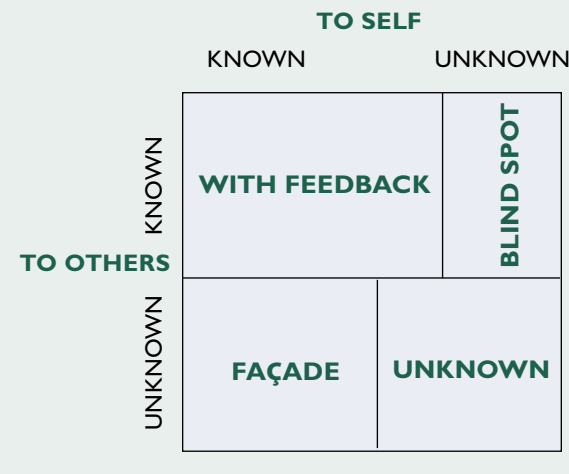 TO SELF
KNOWN UNKNOWN
KNOWN
WITH FEEDBACK
BLIND SPOT
TO OTHERS
UNKNOWN
FAÇADE
UNKNOWN